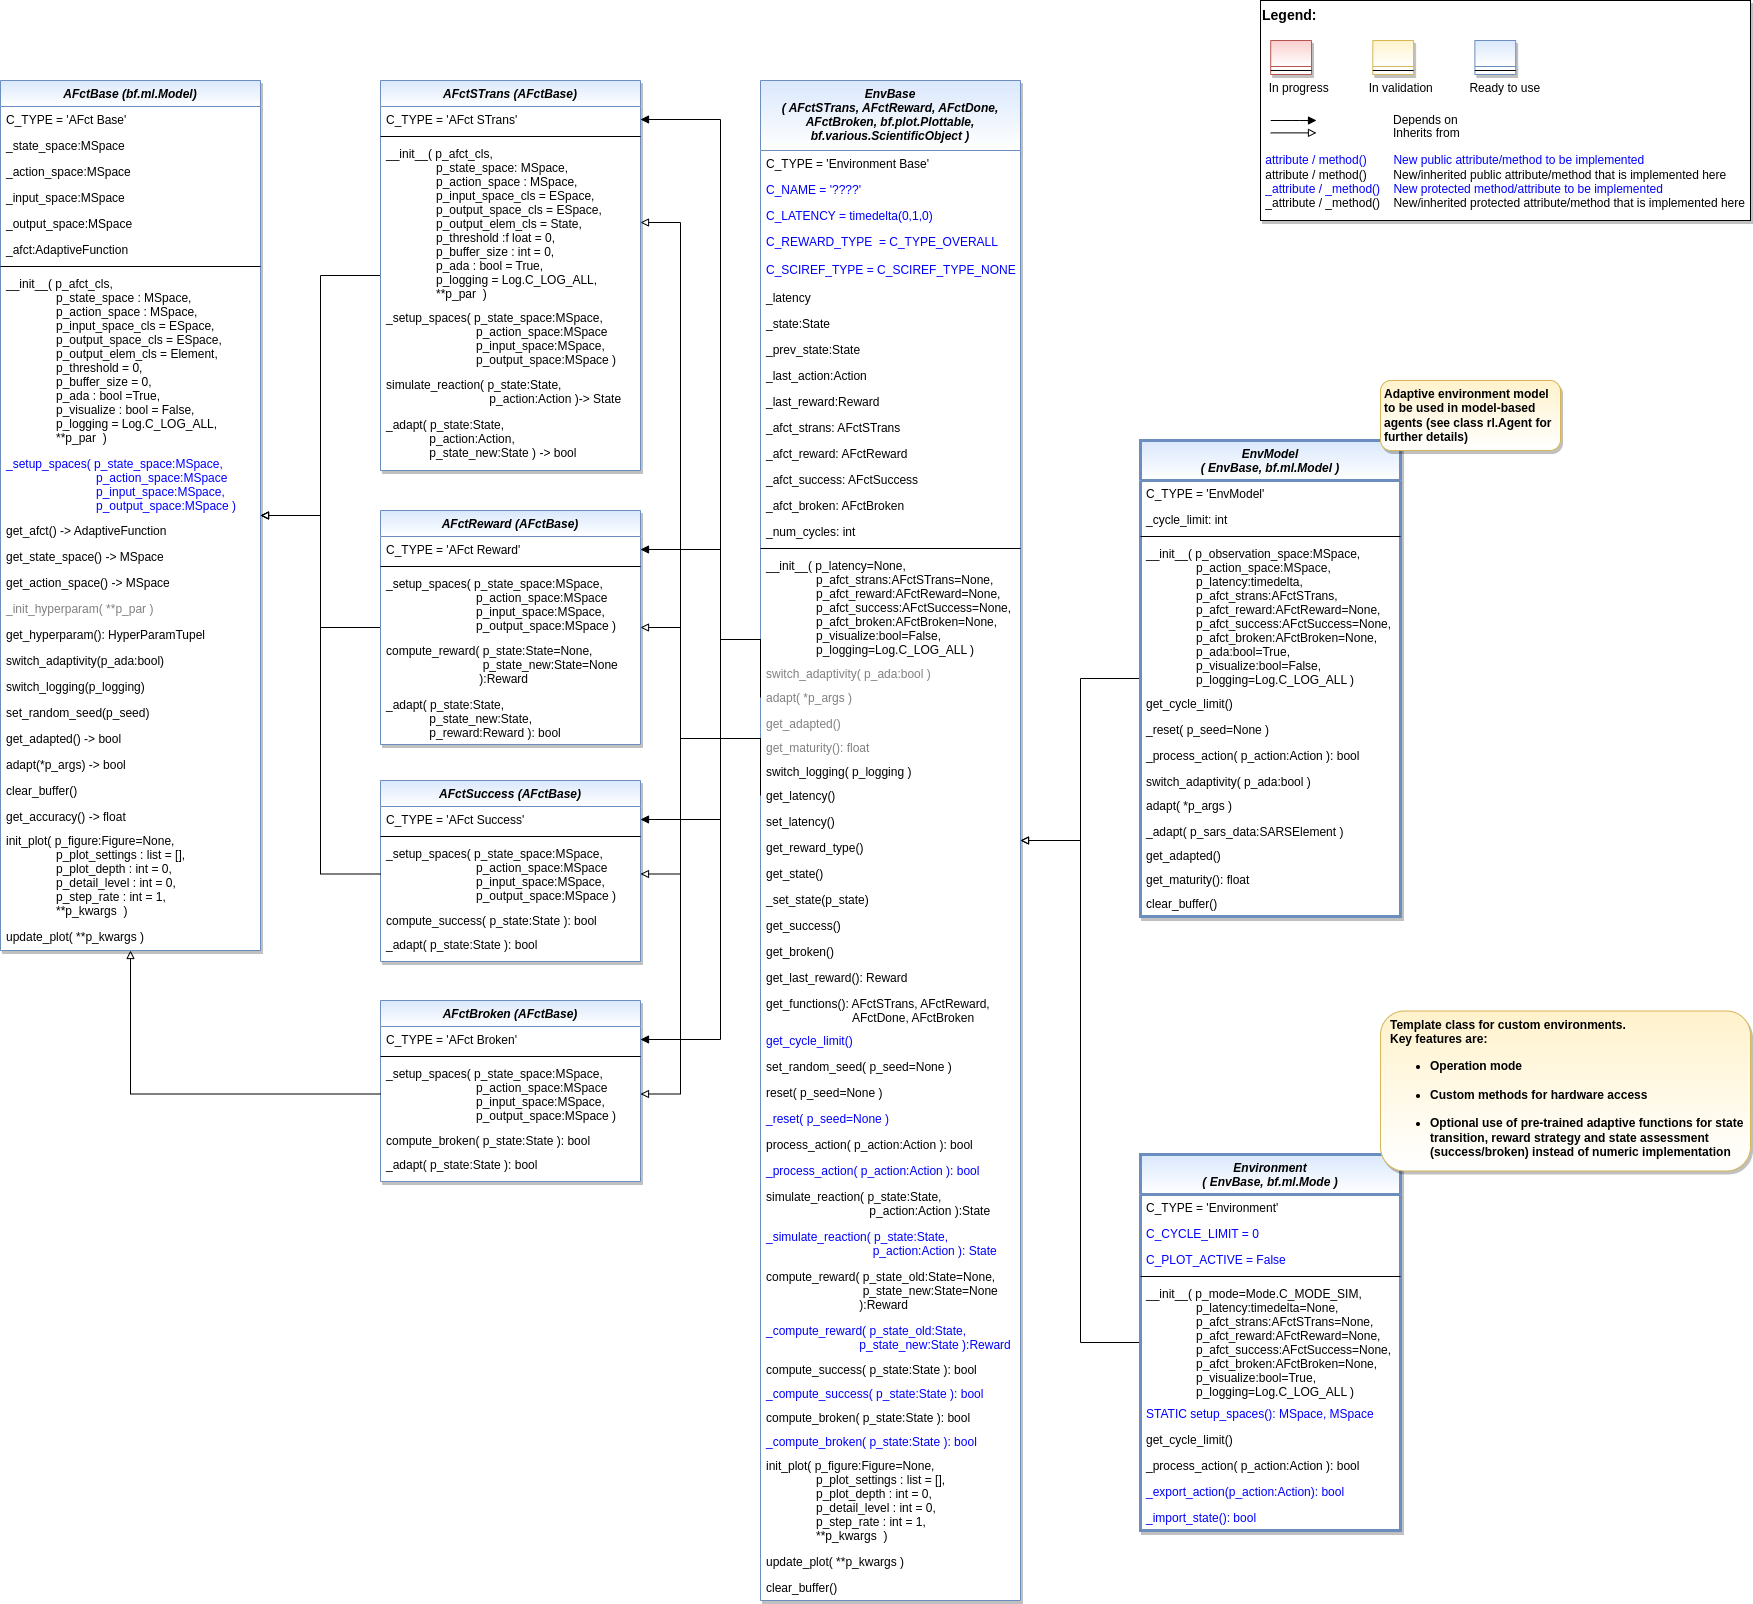 Legend:
In progress
In validation
Ready to use
Depends on
Inherits from
attribute / method() New public attribute/method to be implemented
attribute / method() New/inherited public attribute/method that is implemented here
_attribute / _method() New protected method/attribute to be implemented
_attribute / _method() New/inherited protected attribute/method that is implemented here
AFctBase (bf.ml.Model)
C_TYPE = 'AFct Base'
_state_space:MSpace
_action_space:MSpace
_input_space:MSpace
_output_space:MSpace
_afct:AdaptiveFunction
__init__( p_afct_cls,
p_state_space : MSpace,
p_action_space : MSpace,
p_input_space_cls = ESpace,
p_output_space_cls = ESpace,
p_output_elem_cls = Element,
p_threshold = 0,
p_buffer_size = 0,
p_ada : bool =True,
p_visualize : bool = False,
p_logging = Log.C_LOG_ALL,
**p_par )
_setup_spaces( p_state_space:MSpace,
p_action_space:MSpace
p_input_space:MSpace,
p_output_space:MSpace )
get_afct() -> AdaptiveFunction
get_state_space() -> MSpace
get_action_space() -> MSpace
_init_hyperparam( **p_par )
get_hyperparam(): HyperParamTupel
switch_adaptivity(p_ada:bool)
switch_logging(p_logging)
set_random_seed(p_seed)
get_adapted() -> bool
adapt(*p_args) -> bool
clear_buffer()
get_accuracy() -> float
init_plot( p_figure:Figure=None,
p_plot_settings : list = [],
p_plot_depth : int = 0,
p_detail_level : int = 0,
p_step_rate : int = 1,
**p_kwargs )
update_plot( **p_kwargs )
AFctSTrans (AFctBase)
C_TYPE = 'AFct STrans'
__init__( p_afct_cls,
p_state_space: MSpace,
p_action_space : MSpace,
p_input_space_cls = ESpace,
p_output_space_cls = ESpace,
p_output_elem_cls = State,
p_threshold :f loat = 0,
p_buffer_size : int = 0,
p_ada : bool = True,
p_logging = Log.C_LOG_ALL,
**p_par )
_setup_spaces( p_state_space:MSpace,
p_action_space:MSpace
p_input_space:MSpace,
p_output_space:MSpace )
simulate_reaction( p_state:State,
p_action:Action )-> State
_adapt( p_state:State,
p_action:Action,
p_state_new:State ) -> bool
AFctReward (AFctBase)
C_TYPE = 'AFct Reward'
_setup_spaces( p_state_space:MSpace,
p_action_space:MSpace
p_input_space:MSpace,
p_output_space:MSpace )
compute_reward( p_state:State=None,
p_state_new:State=None
):Reward
_adapt( p_state:State,
p_state_new:State,
p_reward:Reward ): bool
AFctSuccess (AFctBase)
C_TYPE = 'AFct Success'
_setup_spaces( p_state_space:MSpace,
p_action_space:MSpace
p_input_space:MSpace,
p_output_space:MSpace )
compute_success( p_state:State ): bool
_adapt( p_state:State ): bool
AFctBroken (AFctBase)
C_TYPE = 'AFct Broken'
_setup_spaces( p_state_space:MSpace,
p_action_space:MSpace
p_input_space:MSpace,
p_output_space:MSpace )
compute_broken( p_state:State ): bool
_adapt( p_state:State ): bool
EnvBase
( AFctSTrans, AFctReward, AFctDone,
AFctBroken, bf.plot.Plottable,
bf.various.ScientificObject )
C_TYPE = 'Environment Base'
C_NAME = '????'
C_LATENCY = timedelta(0,1,0)
C_REWARD_TYPE = C_TYPE_OVERALL
C_SCIREF_TYPE = C_SCIREF_TYPE_NONE
_latency
_state:State
_prev_state:State
_last_action:Action
_last_reward:Reward
_afct_strans: AFctSTrans
_afct_reward: AFctReward
_afct_success: AFctSuccess
_afct_broken: AFctBroken
_num_cycles: int
__init__( p_latency=None,
p_afct_strans:AFctSTrans=None,
p_afct_reward:AFctReward=None,
p_afct_success:AFctSuccess=None,
p_afct_broken:AFctBroken=None,
p_visualize:bool=False,
p_logging=Log.C_LOG_ALL )
switch_adaptivity( p_ada:bool )
adapt( *p_args )
get_adapted()
get_maturity(): float
switch_logging( p_logging )
get_latency()
set_latency()
get_reward_type()
get_state()
_set_state(p_state)
get_success()
get_broken()
get_last_reward(): Reward
get_functions(): AFctSTrans, AFctReward,
AFctDone, AFctBroken
get_cycle_limit()
set_random_seed( p_seed=None )
reset( p_seed=None )
_reset( p_seed=None )
process_action( p_action:Action ): bool
_process_action( p_action:Action ): bool
simulate_reaction( p_state:State,
p_action:Action ):State
_simulate_reaction( p_state:State,
p_action:Action ): State
compute_reward( p_state_old:State=None,
p_state_new:State=None
):Reward
_compute_reward( p_state_old:State,
p_state_new:State ):Reward
compute_success( p_state:State ): bool
_compute_success( p_state:State ): bool
compute_broken( p_state:State ): bool
_compute_broken( p_state:State ): bool
init_plot( p_figure:Figure=None,
p_plot_settings : list = [],
p_plot_depth : int = 0,
p_detail_level : int = 0,
p_step_rate : int = 1,
**p_kwargs )
update_plot( **p_kwargs )
clear_buffer()
Adaptive environment model
to be used in model-based
agents (see class rl.Agent for
further details)
EnvModel
( EnvBase, bf.ml.Model )
C_TYPE = 'EnvModel'
_cycle_limit: int
__init__( p_observation_space:MSpace,
p_action_space:MSpace,
p_latency:timedelta,
p_afct_strans:AFctSTrans,
p_afct_reward:AFctReward=None,
p_afct_success:AFctSuccess=None,
p_afct_broken:AFctBroken=None,
p_ada:bool=True,
p_visualize:bool=False,
p_logging=Log.C_LOG_ALL )
get_cycle_limit()
_reset( p_seed=None )
_process_action( p_action:Action ): bool
switch_adaptivity( p_ada:bool )
adapt( *p_args )
_adapt( p_sars_data:SARSElement )
get_adapted()
get_maturity(): float
clear_buffer()
Template class for custom environments.
Key features are:
• Operation mode
• Custom methods for hardware access
• Optional use of pre-trained adaptive functions for state
transition, reward strategy and state assessment
(success/broken) instead of numeric implementation
Environment
( EnvBase, bf.ml.Mode )
C_TYPE = 'Environment'
C_CYCLE_LIMIT = 0
C_PLOT_ACTIVE = False
__init__( p_mode=Mode.C_MODE_SIM,
p_latency:timedelta=None,
p_afct_strans:AFctSTrans=None,
p_afct_reward:AFctReward=None,
p_afct_success:AFctSuccess=None,
p_afct_broken:AFctBroken=None,
p_visualize:bool=True,
p_logging=Log.C_LOG_ALL )
STATIC setup_spaces(): MSpace, MSpace
get_cycle_limit()
_process_action( p_action:Action ): bool
_export_action(p_action:Action): bool
_import_state(): bool